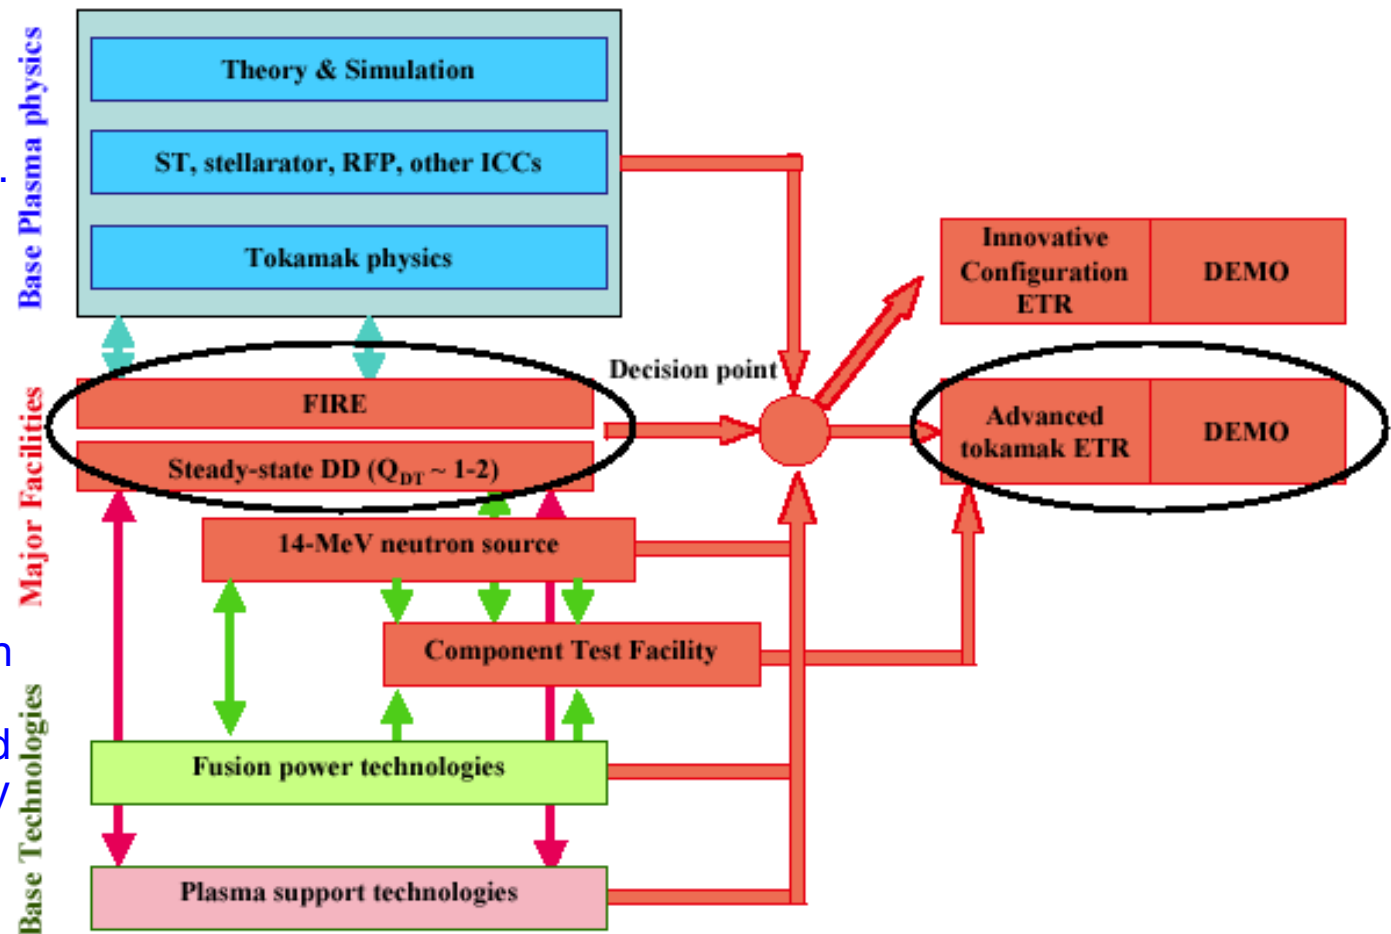 Base Plasma physics
Theory & Simulation
ST, stellarator, RFP, other ICCs
Tokamak physics
.
Major Facilities
FIRE
Steady-state DD (Q_DT ~ 1-2)
14-MeV neutron source
Component Test Facility
Decision point
Innovative
Configuration
ETR
DEMO
Advanced
tokamak ETR
DEMO
n
d
y
Base Technologies
Fusion power technologies
Plasma support technologies